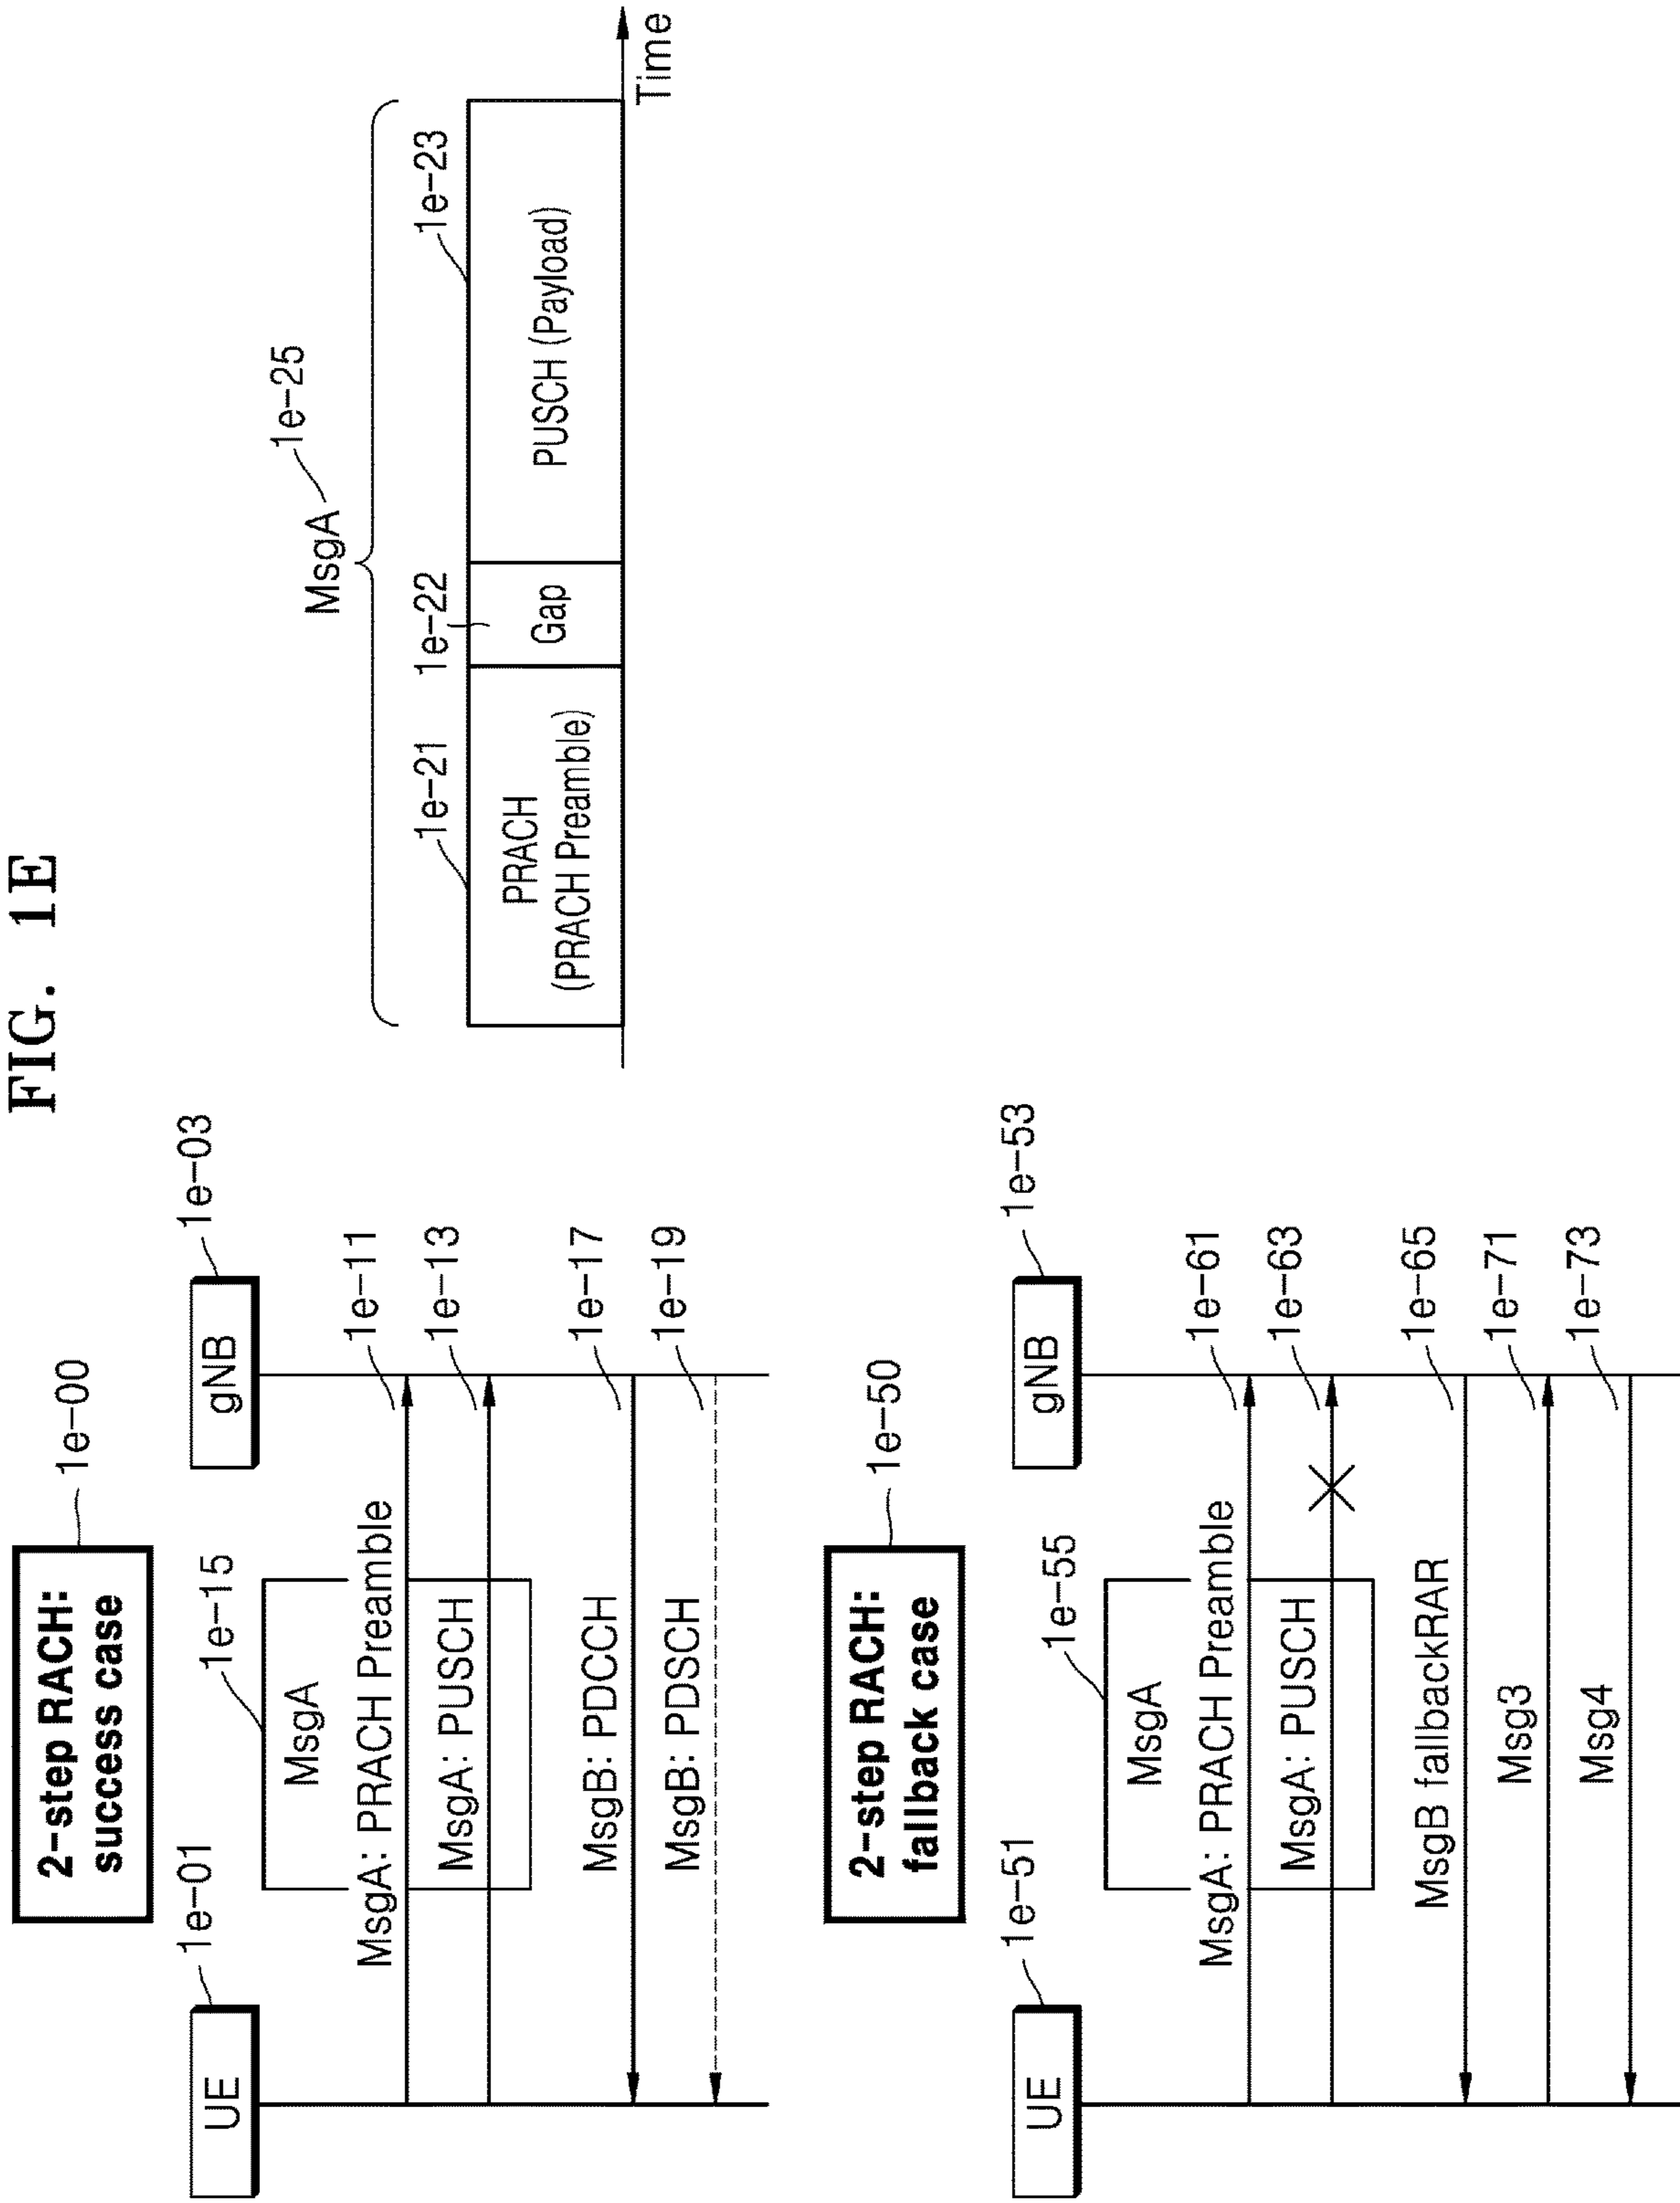 FIG. 1E
2-step RACH:
success case
1e-00
UE
1e-01
gNB
1e-03
1e-15
MsgA
MsgA: PRACH Preamble
1e-11
MsgA: PUSCH
1e-13
MsgB: PDCCH
1e-17
MsgB: PDSCH
1e-19
MsgA
1e-25
1e-21
1e-22
1e-23
PRACH
(PRACH Preamble)
Gap
PUSCH (Payload)
Time
2-step RACH:
fallback case
1e-50
UE
1e-51
gNB
1e-53
1e-55
MsgA
MsgA: PRACH Preamble
1e-61
MsgA: PUSCH
1e-63
MsgB fallbackRAR
1e-65
Msg3
1e-71
Msg4
1e-73